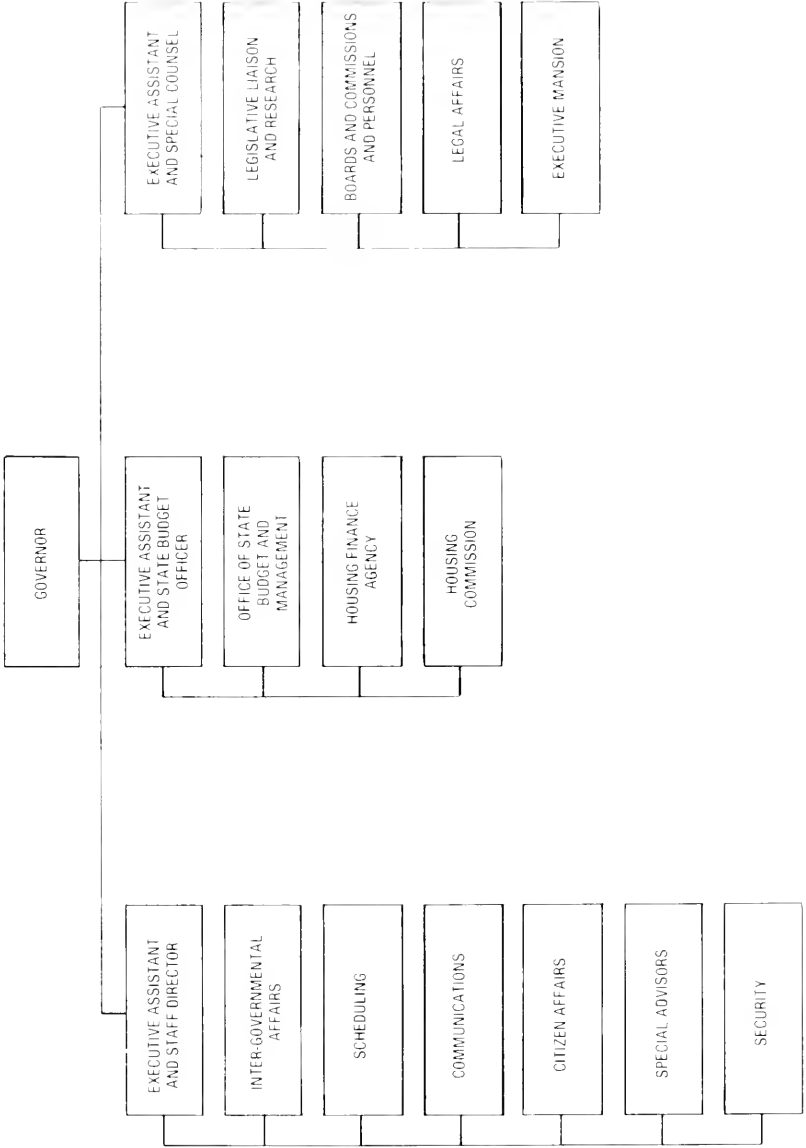 GOVERNOR
EXECUTIVE ASSISTANT
AND STAFF DIRECTOR
INTER-GOVERNMENTAL
AFFAIRS
SCHEDULING
COMMUNICATIONS
CITIZEN AFFAIRS
SPECIAL ADVISORS
SECURITY
EXECUTIVE ASSISTANT
AND STATE BUDGET
OFFICER
OFFICE OF STATE
BUDGET AND
MANAGEMENT
HOUSING FINANCE
AGENCY
HOUSING
COMMISSION
EXECUTIVE ASSISTANT
AND SPECIAL COUNSEL
LEGISLATIVE LIAISON
AND RESEARCH
BOARDS AND COMMISSIONS
AND PERSONNEL
LEGAL AFFAIRS
EXECUTIVE MANSION